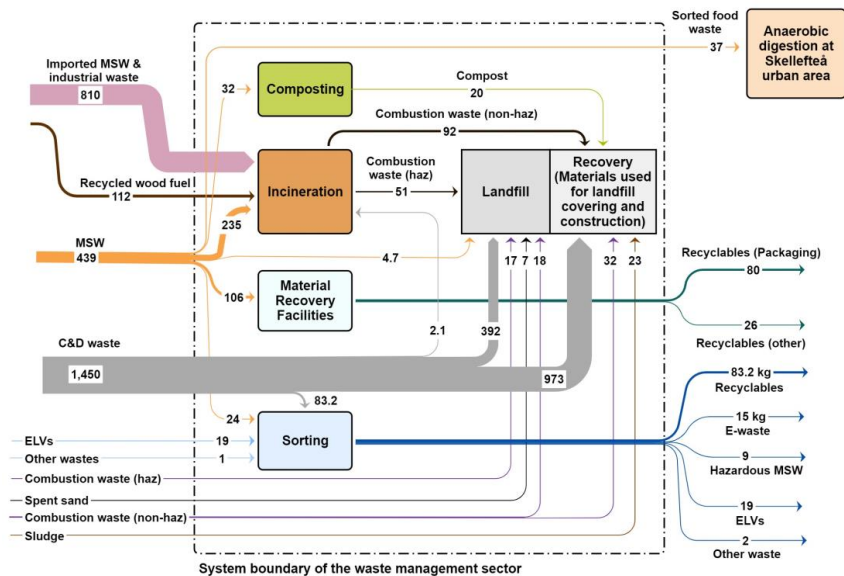 Sorted food
waste
37
Anaerobic
digestion at
Skellefteå
urban area
Imported MSW &
industrial waste
810
32
Composting
Compost
20
Combustion waste (non-haz)
92
Recycled wood fuel
112
Incineration
Combustion
waste (haz)
51
Landfill
Recovery
(Materials used
for landfill
covering and
construction)
235
MSW
439
4.7
17
7
18
32
23
Recyclables (Packaging)
80
106
Material
Recovery
Facilities
26
Recyclables (other)
2.1
392
C&D waste
1,450
973
83.2
83.2 kg
Recyclables
24
Sorting
15 kg
E-waste
ELVs
19
Other wastes
1
9
Hazardous MSW
Combustion waste (haz)
Spent sand
19
ELVs
Combustion waste (non-haz)
Sludge
2
Other waste
System boundary of the waste management sector